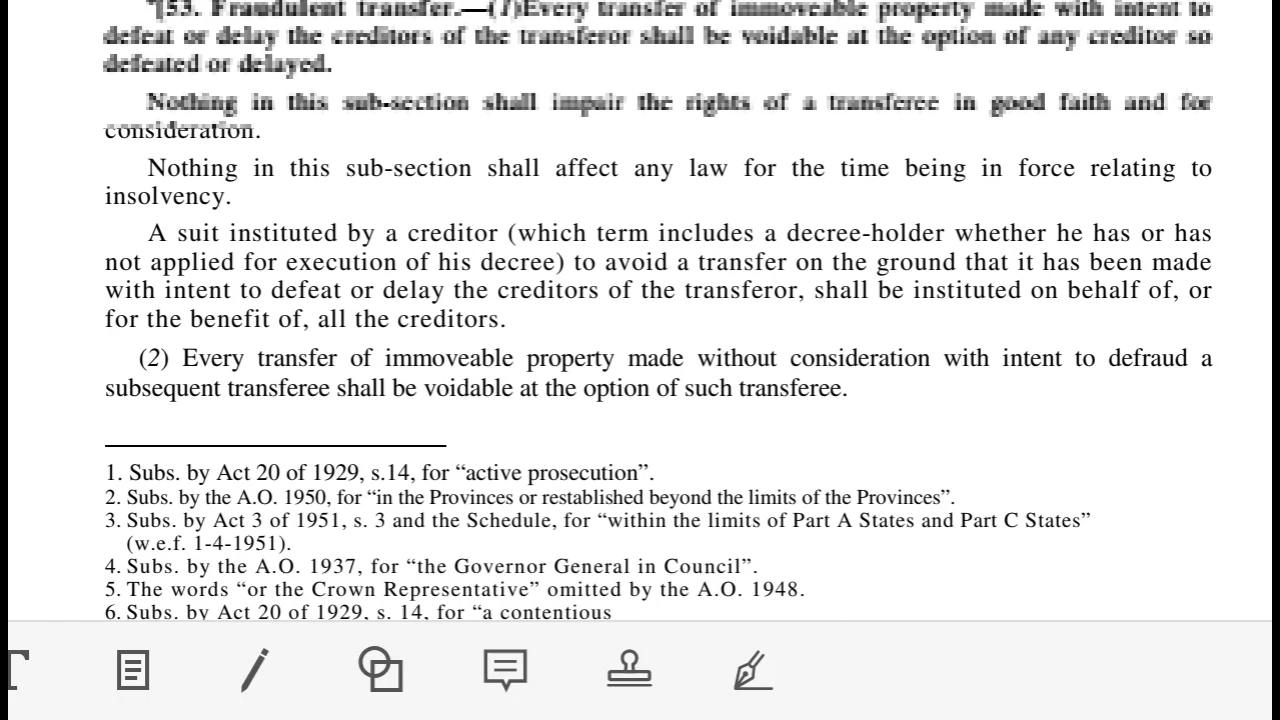 ¹[53. Fraudulent transfer.—(1)Every transfer of immoveable property made with intent to
defeat or delay the creditors of the transferor shall be voidable at the option of any creditor so
defeated or delayed.
Nothing in this sub-section shall impair the rights of a transferee in good faith and for
consideration.
Nothing in this sub-section shall affect any law for the time being in force relating to
insolvency.
A suit instituted by a creditor (which term includes a decree-holder whether he has or has
not applied for execution of his decree) to avoid a transfer on the ground that it has been made
with intent to defeat or delay the creditors of the transferor, shall be instituted on behalf of, or
for the benefit of, all the creditors.
(2) Every transfer of immoveable property made without consideration with intent to defraud a
subsequent transferee shall be voidable at the option of such transferee.
1. Subs. by Act 20 of 1929, s.14, for “active prosecution”.
2. Subs. by the A.O. 1950, for “in the Provinces or restablished beyond the limits of the Provinces”.
3. Subs. by Act 3 of 1951, s. 3 and the Schedule, for “within the limits of Part A States and Part C States”
(w.e.f. 1-4-1951).
4. Subs. by the A.O. 1937, for “the Governor General in Council”.
5. The words “or the Crown Representative” omitted by the A.O. 1948.
6. Subs. by Act 20 of 1929, s. 14, for “a contentious
T